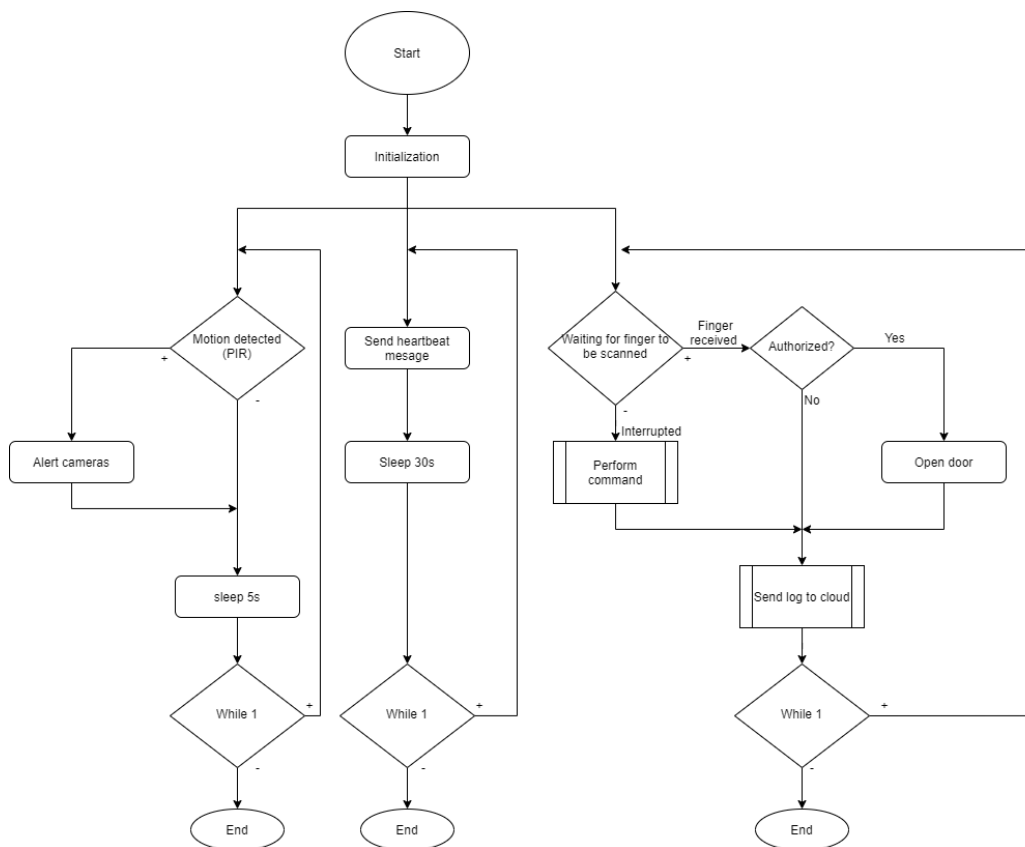 Start
Initialization
Motion detected
(PIR)
+
-
Alert cameras
sleep 5s
While 1
+
-
End
Send heartbeat
mesage
Sleep 30s
While 1
+
-
End
Waiting for finger to
be scanned
Finger
received
+
-
Interrupted
Perform
command
Authorized?
Yes
No
Open door
Send log to cloud
While 1
+
-
End